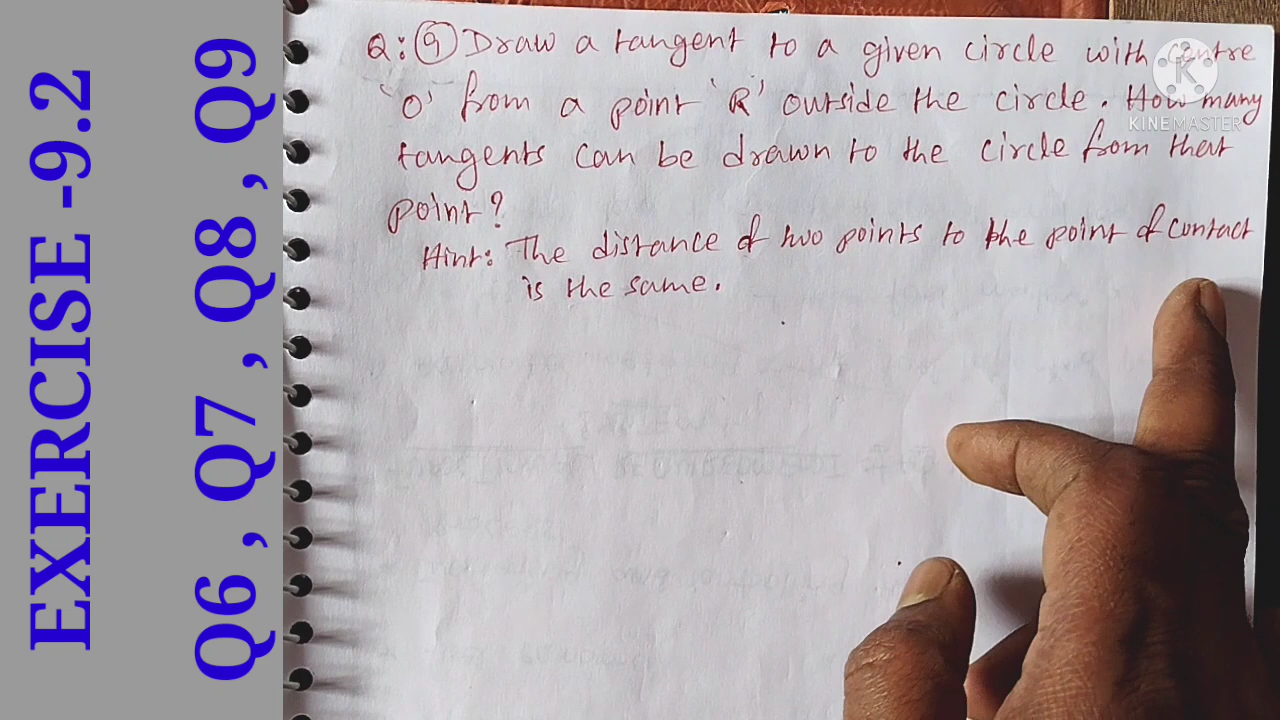 EXERCISE -9.2
Q6 , Q7 , Q8 , Q9
Q: 9 Draw a tangent to a given circle with centre
'O' from a point 'R' outside the circle. How many
tangents can be drawn to the circle from that
point?
Hint: The distance of two points to the point of contact
is the same.
K
KINEMASTER